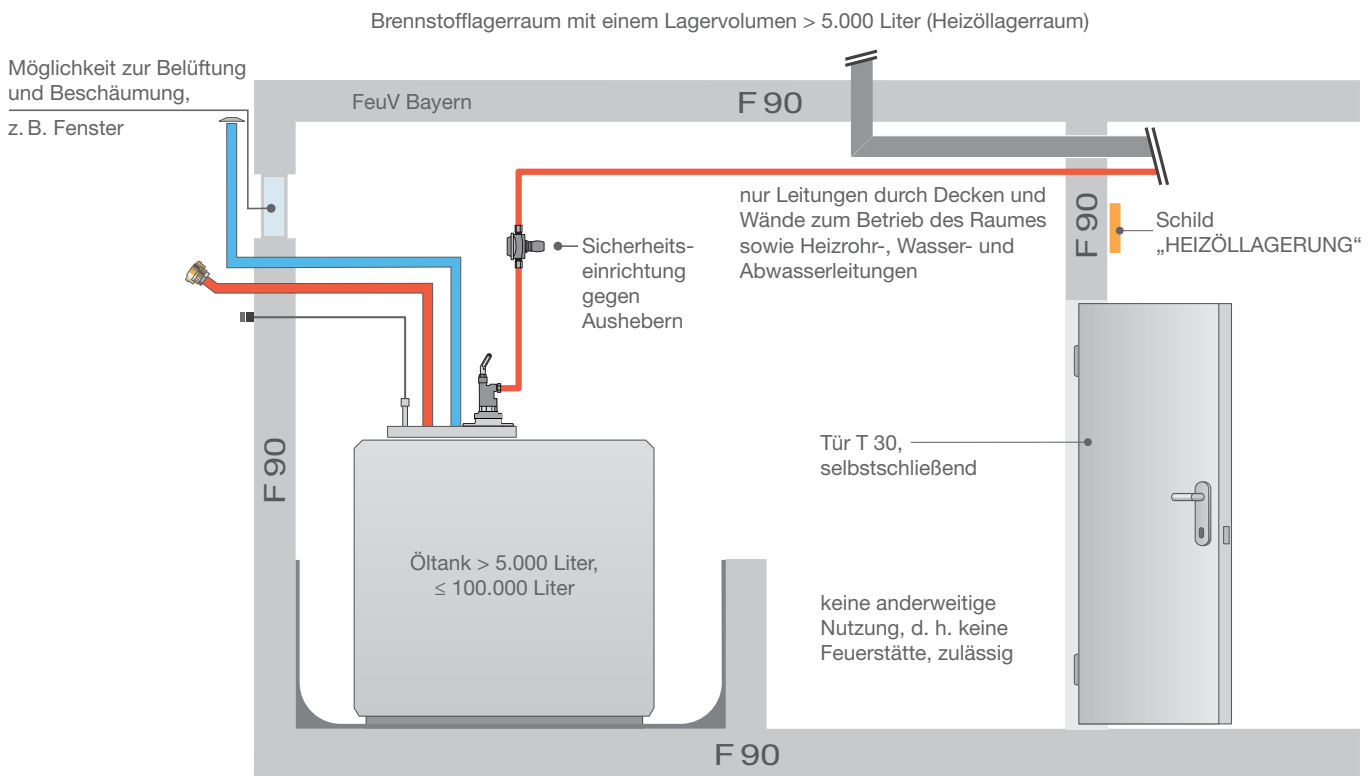 Brennstofflagerraum mit einem Lagervolumen > 5.000 Liter (Heizöllagerraum)
Möglichkeit zur Belüftung
und Beschäumung,
z. B. Fenster
FeuV Bayern
F 90
nur Leitungen durch Decken und
Wände zum Betrieb des Raumes
sowie Heizrohr-, Wasser- und
Abwasserleitungen
F 90
Schild
„HEIZÖLLAGERUNG“
Sicherheits-
einrichtung
gegen
Aushebern
F 90
Tür T 30,
selbstschließend
Öltank > 5.000 Liter,
≤ 100.000 Liter
keine anderweitige
Nutzung, d. h. keine
Feuerstätte, zulässig
F 90